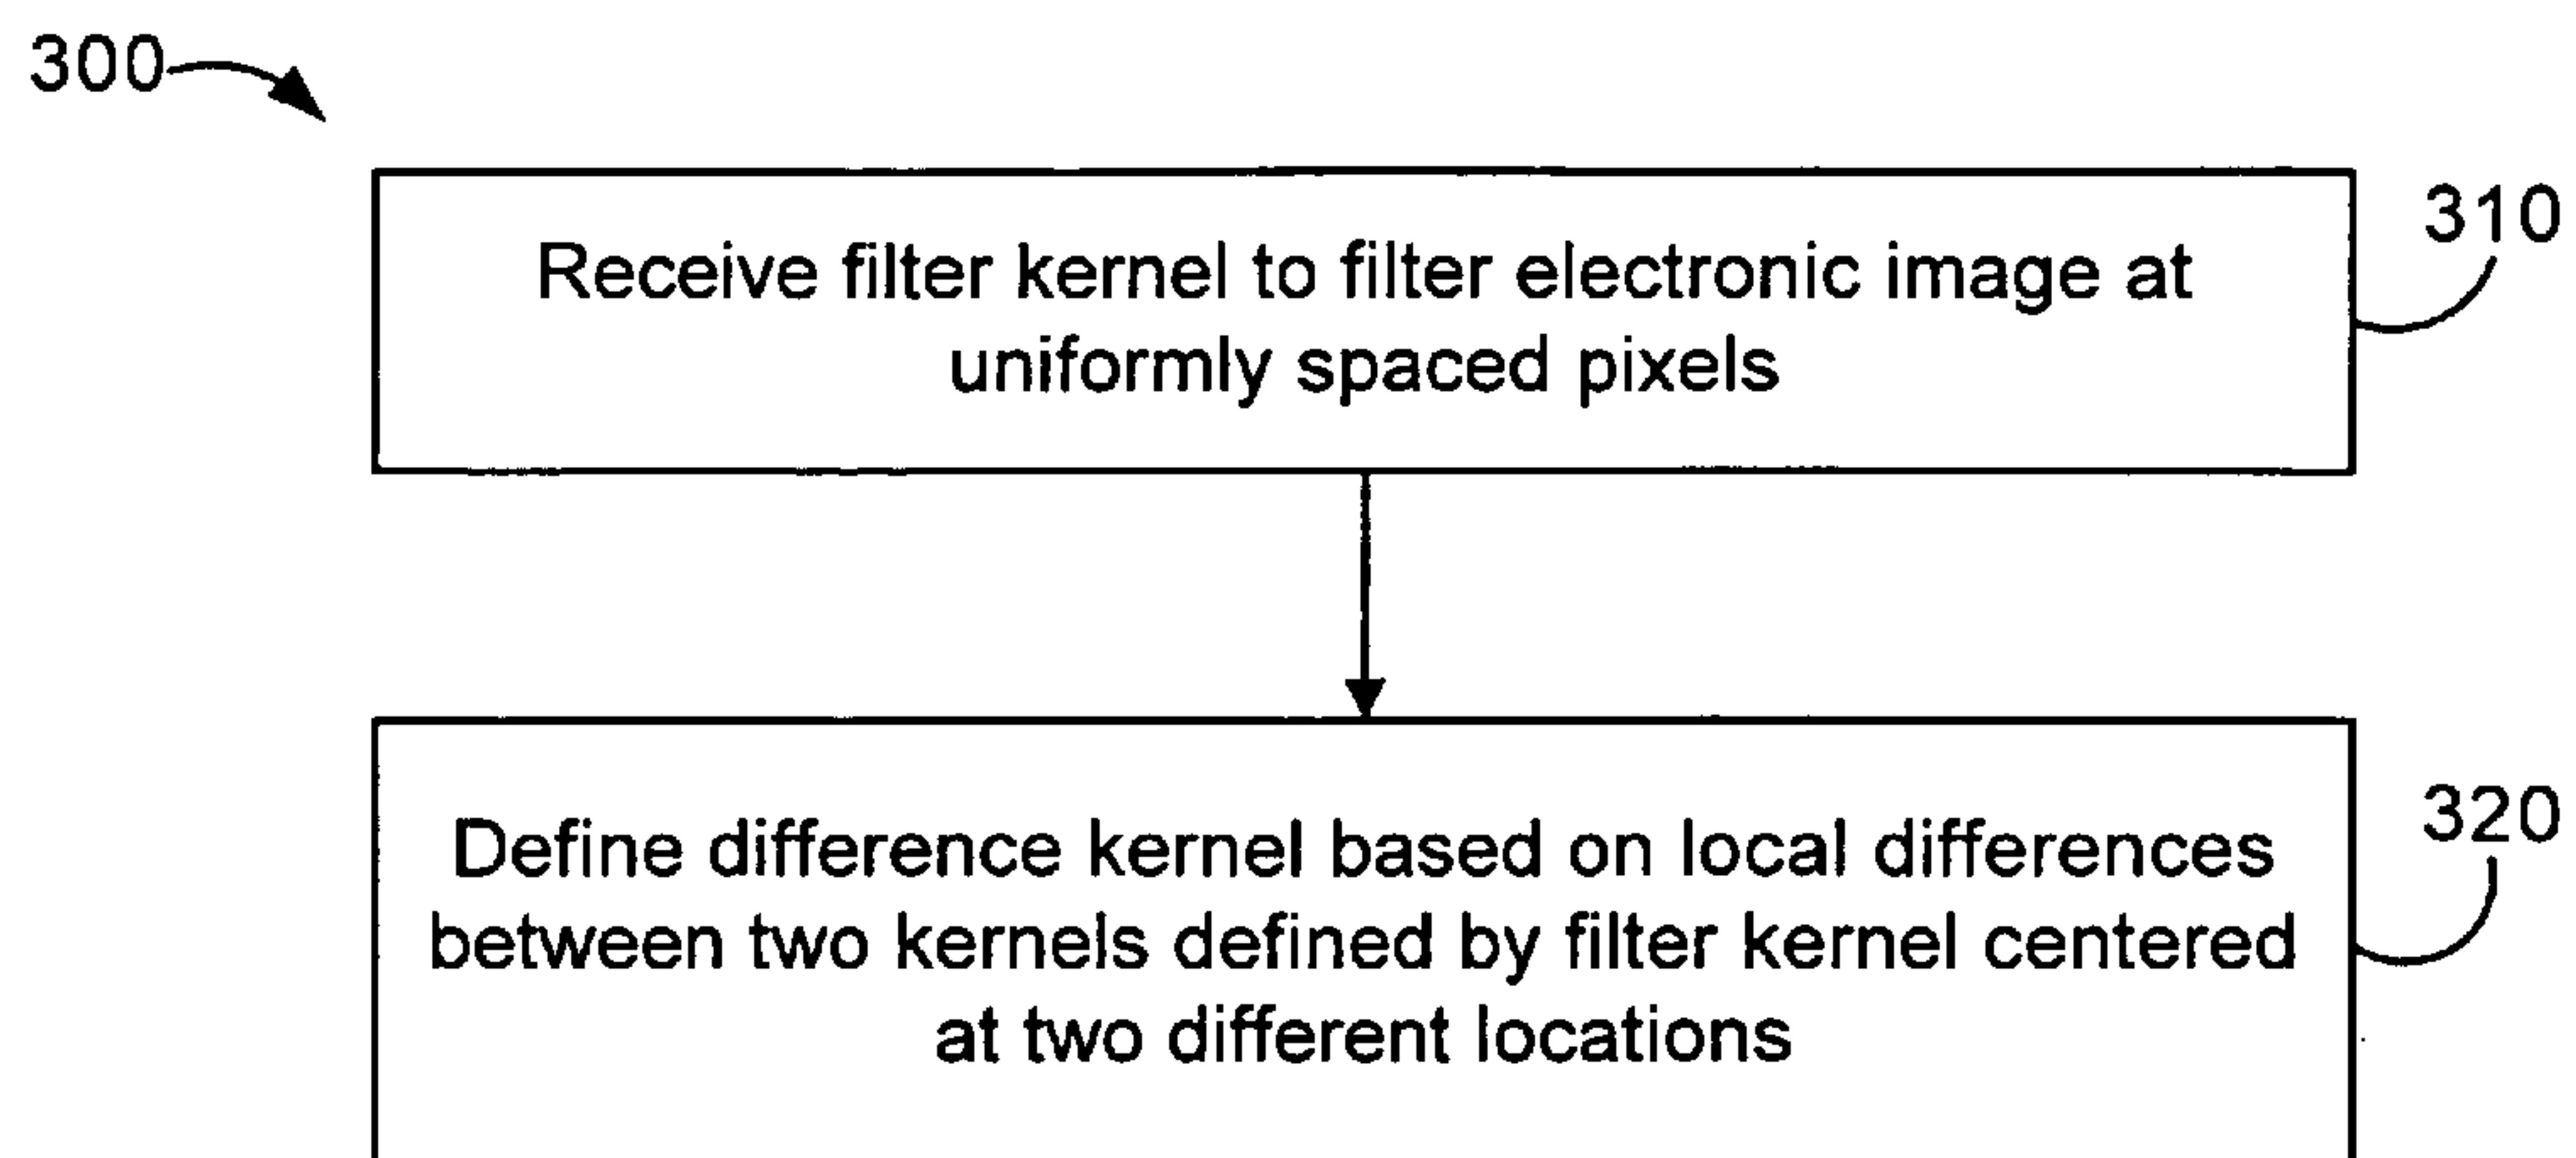 300
310
Receive filter kernel to filter electronic image at
uniformly spaced pixels
320
Define difference kernel based on local differences
between two kernels defined by filter kernel centered
at two different locations